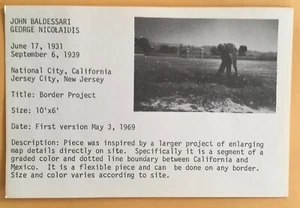 JOHN BALDESSARI
GEORGE NICOLAIDIS
June 17, 1931
September 6, 1939
National City, California
Jersey City, New Jersey
Title: Border Project
Size: 10'x6'
Date: First version May 3, 1969
Description: Piece was inspired by a larger project of enlarging
map details directly on site. Specifically it is a segment of a
graded color and dotted line boundary between California and
Mexico. It is a flexible piece and can be done on any border.
Size and color varies according to site.